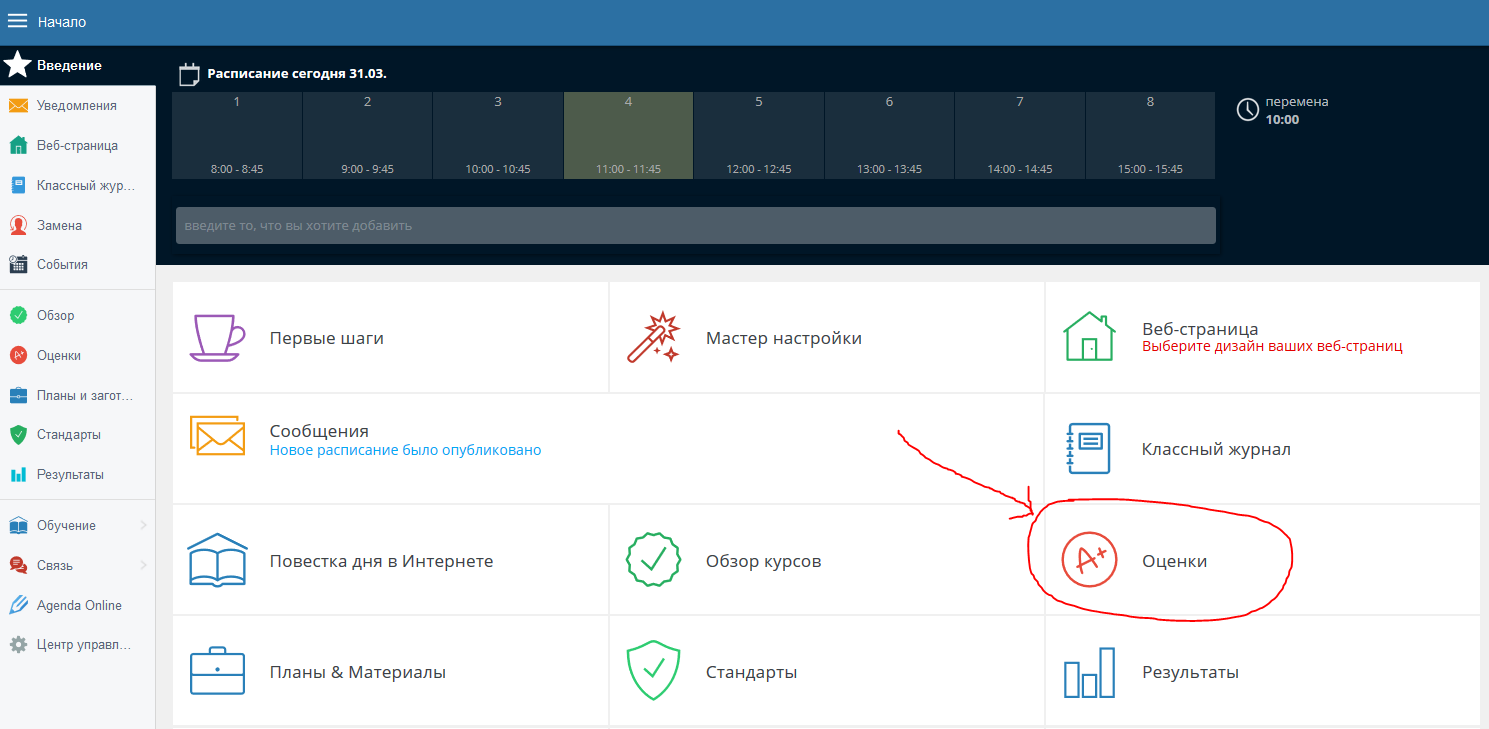 Начало
Введение
Уведомления
Веб-страница
Классный жур...
Замена
События
Обзор
Оценки
Планы и загот...
Стандарты
Результаты
Обучение
Связь
Agenda Online
Центр управл...
Расписание сегодня 31.03.
1 2 3 4 5 6 7 8
8:00 - 8:45 9:00 - 9:45 10:00 - 10:45 11:00 - 11:45 12:00 - 12:45 13:00 - 13:45 14:00 - 14:45 15:00 - 15:45
перемена
10:00
введите то, что вы хотите добавить
Первые шаги
Мастер настройки
Веб-страница
Выберите дизайн ваших веб-страниц
Сообщения
Новое расписание было опубликовано
Классный журнал
Повестка дня в Интернете
Обзор курсов
A+
Оценки
Планы & Материалы
Стандарты
Результаты